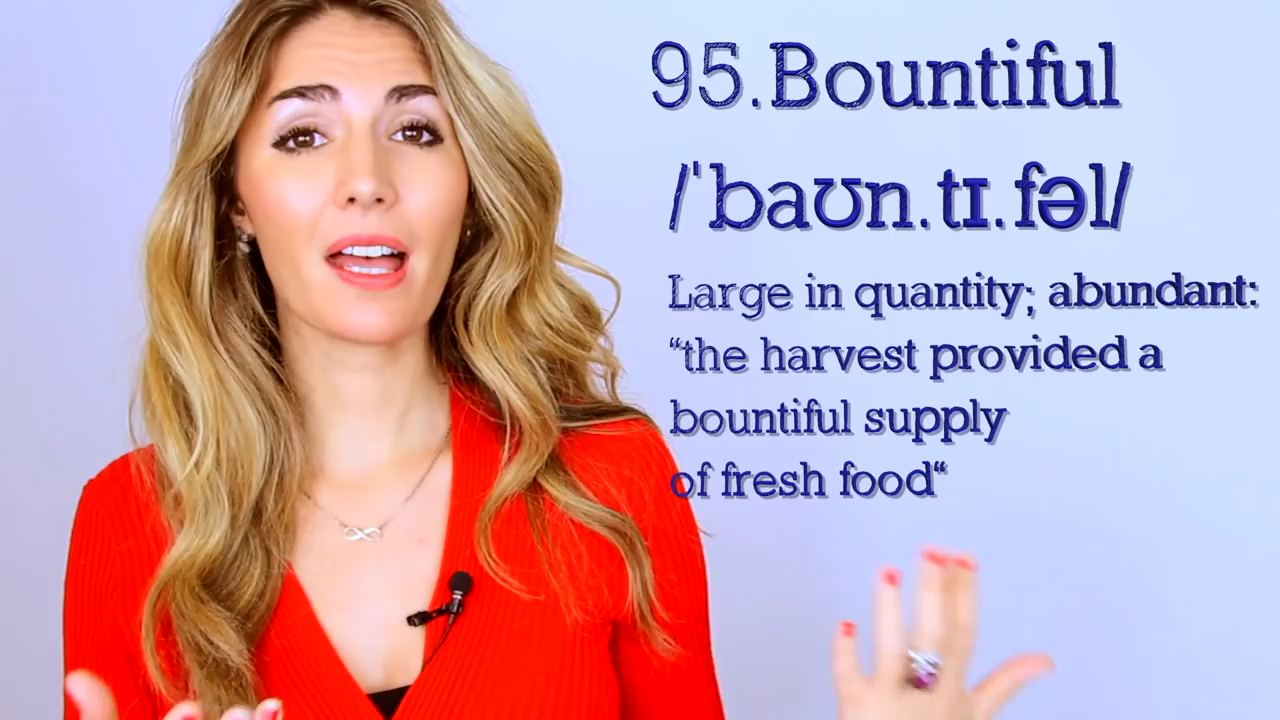 95.Bountiful
/ˈbaʊn.tɪ.fəl/
Large in quantity; abundant:
“the harvest provided a
bountiful supply
of fresh food“